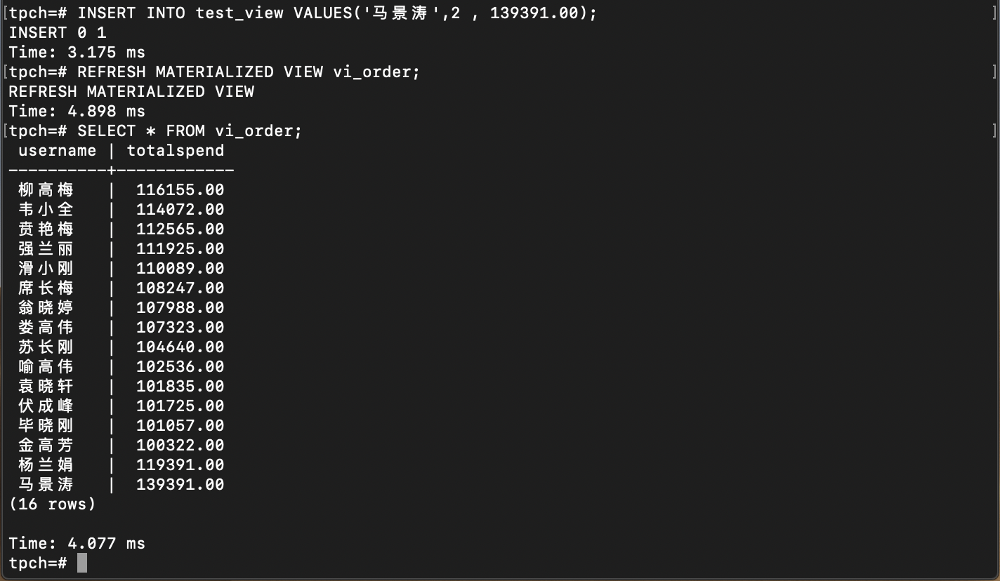 [tpch=# INSERT INTO test_view VALUES('马景涛',2 , 139391.00); ]
INSERT 0 1
Time: 3.175 ms
[tpch=# REFRESH MATERIALIZED VIEW vi_order; ]
REFRESH MATERIALIZED VIEW
Time: 4.898 ms
[tpch=# SELECT * FROM vi_order; ]
 username | totalspend
----------+------------
 柳高梅   |  116155.00
 韦小全   |  114072.00
 贲艳梅   |  112565.00
 强兰丽   |  111925.00
 滑小刚   |  110089.00
 席长梅   |  108247.00
 翁晓婷   |  107988.00
 娄高伟   |  107323.00
 苏长刚   |  104640.00
 喻高伟   |  102536.00
 袁晓轩   |  101835.00
 伏成峰   |  101725.00
 毕晓刚   |  101057.00
 金高芳   |  100322.00
 杨兰娟   |  119391.00
 马景涛   |  139391.00
(16 rows)
Time: 4.077 ms
tpch=#